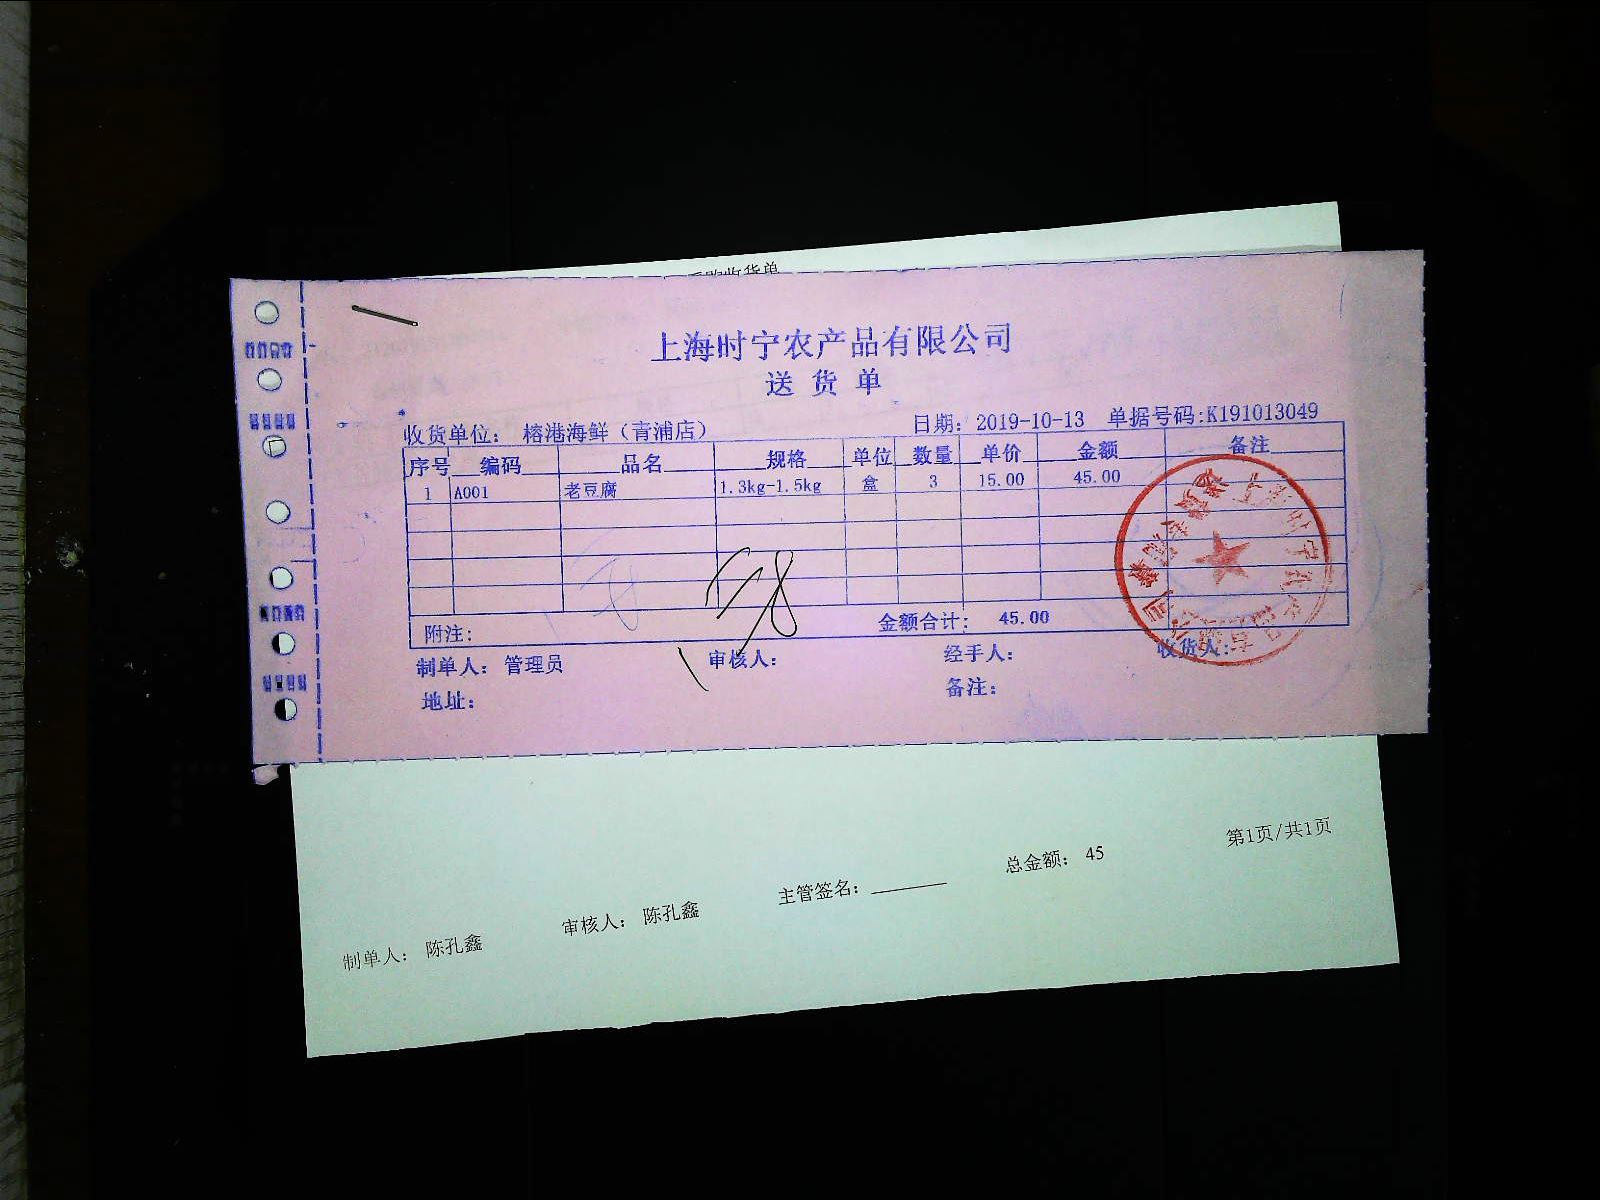 收货单
上海时宁农产品有限公司
送货单
收货单位： 榕港海鲜（青浦店） 日期：2019-10-13 单据号码:K191013049
序号 编码 品名 规格 单位 数量 单价 金额 备注
1 A001 老豆腐 1.3kg-1.5kg 盒 3 15.00 45.00
附注: 金额合计： 45.00
制单人：管理员 审核人： 经手人： 收货人：
地址： 备注：
第1页/共1页
总金额： 45
主管签名：
审核人： 陈孔鑫
制单人： 陈孔鑫